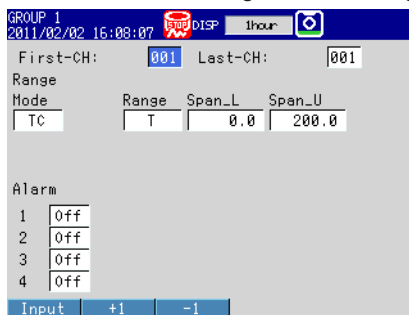 GROUP 1
2011/02/02 16:08:07 STOP DISP 1hour
First-CH: 001 Last-CH: 001
Range
Mode Range Span_L Span_U
TC T 0.0 200.0
Alarm
1 Off
2 Off
3 Off
4 Off
Input +1 -1